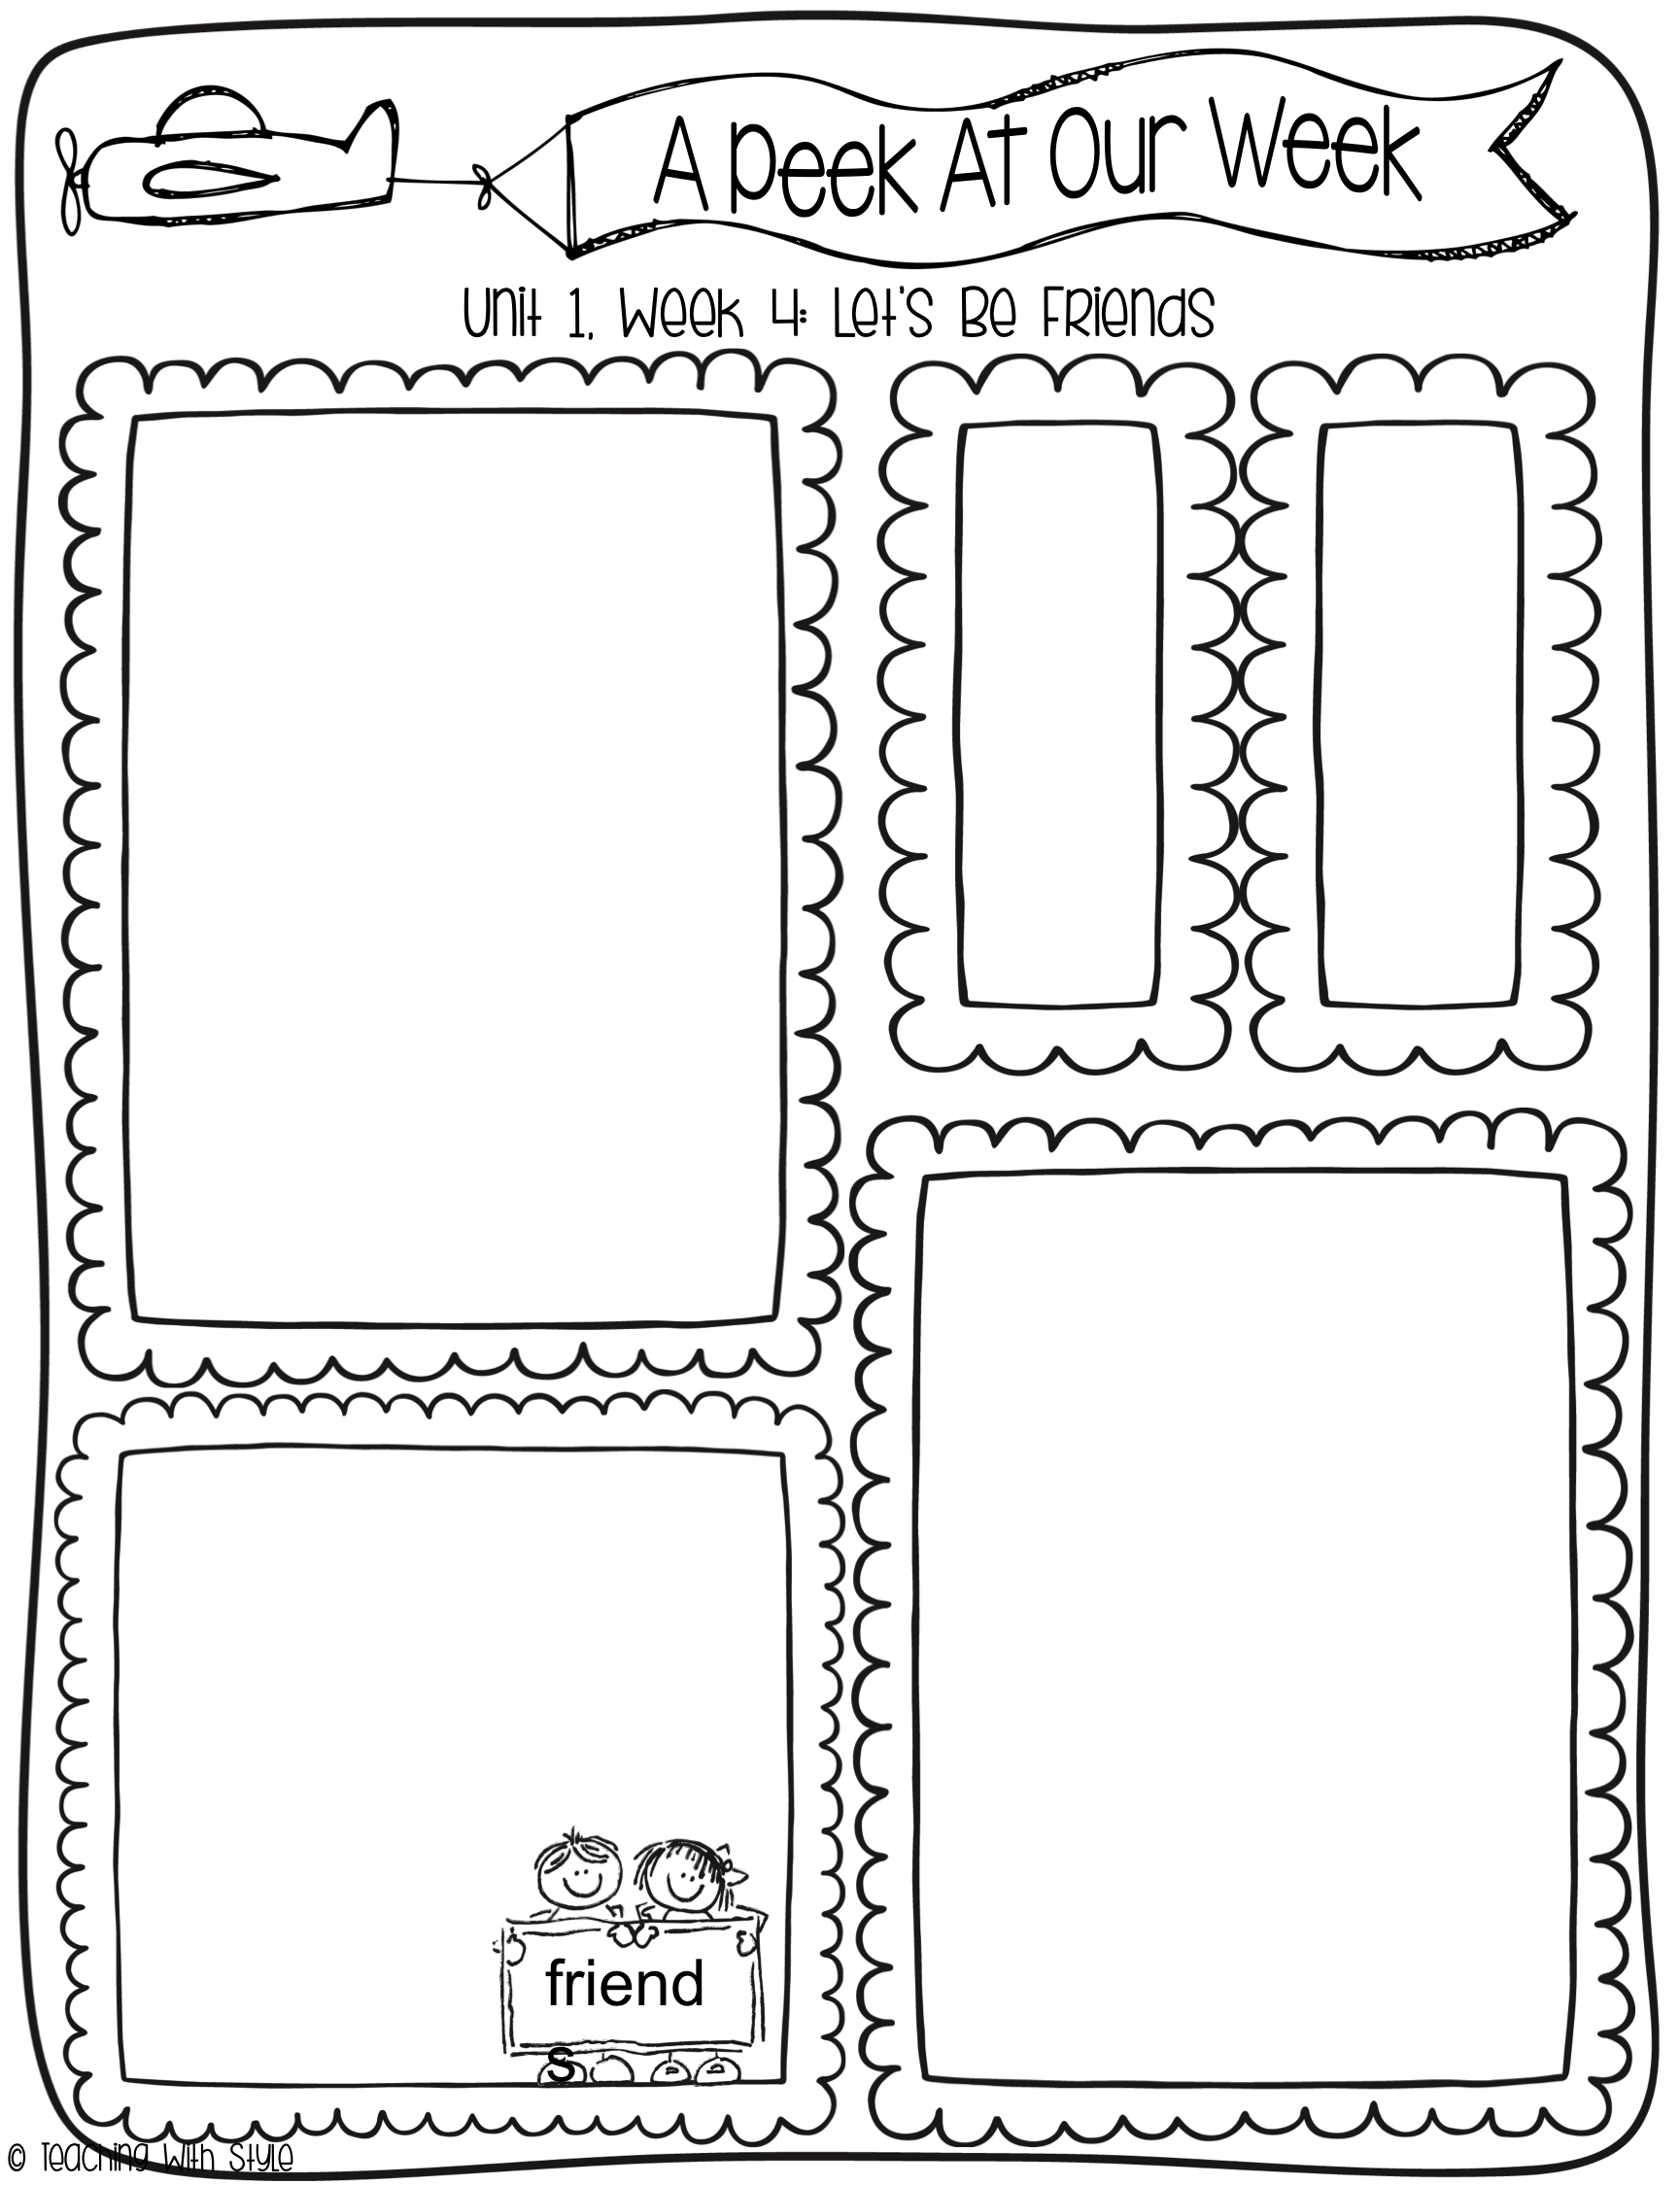 A Peek At Our Week
Unit 1, Week 4: Let's Be Friends
friend
s
© Teaching With Style